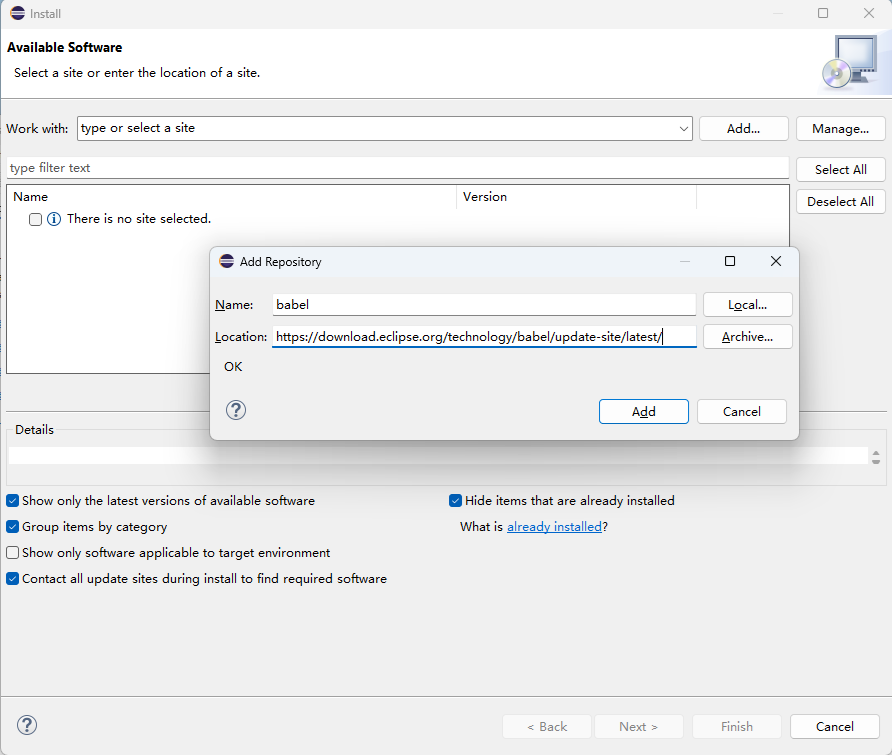 Install
Available Software
Select a site or enter the location of a site.
Work with: type or select a site Add... Manage...
type filter text Select All
Name Version Deselect All
There is no site selected.
Add Repository
Name: babel Local...
Location: https://download.eclipse.org/technology/babel/update-site/latest/ Archive...
OK
Add Cancel
Details
Show only the latest versions of available software Hide items that are already installed
Group items by category What is already installed?
Show only software applicable to target environment
Contact all update sites during install to find required software
< Back Next > Finish Cancel